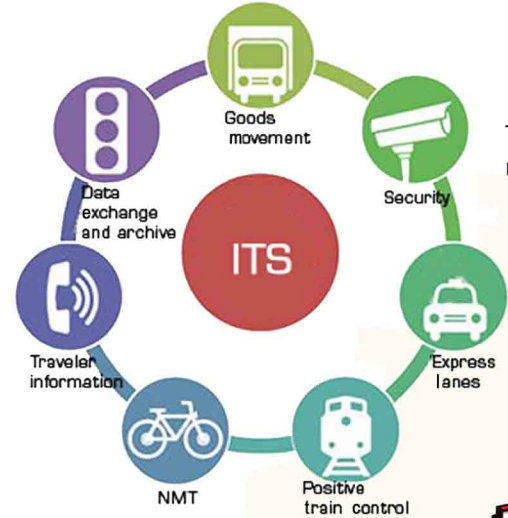 Goods
movement
Security
Express
lanes
Positive
train control
NMT
Traveler
information
Data
exchange
and archive
ITS